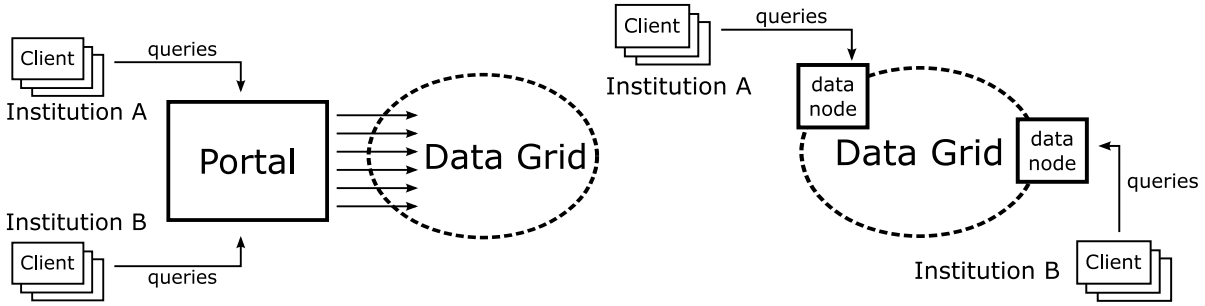 Client
queries
Institution A
Portal
Data Grid
Institution B
Client
queries
Client
queries
Institution A
data
node
Data Grid
data
node
queries
Institution B
Client